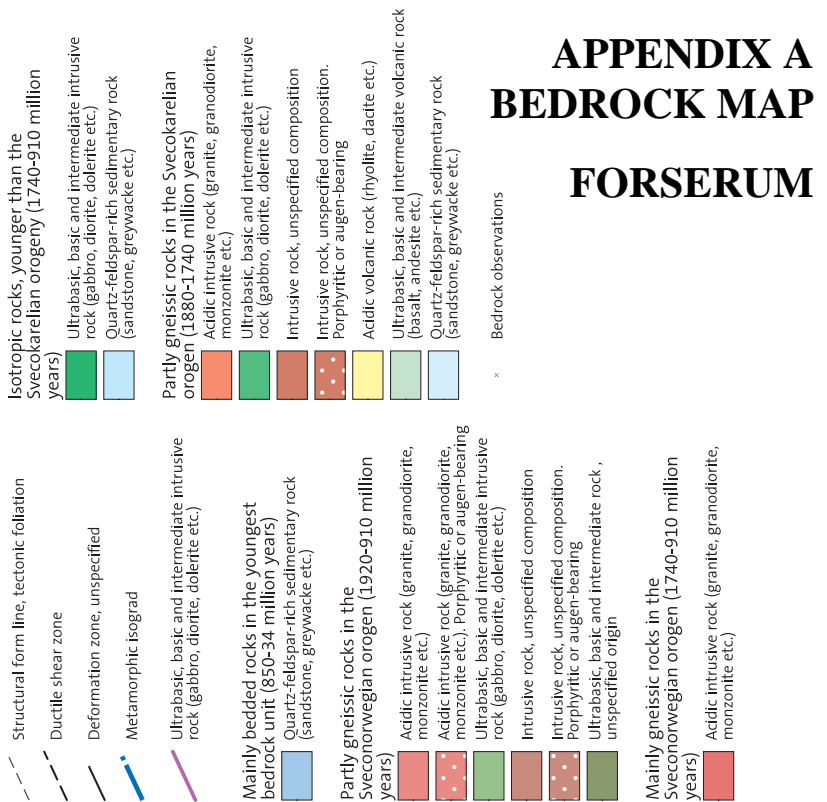 APPENDIX A
BEDROCK MAP
FORSERUM
Structural form line, tectonic foliation
Ductile shear zone
Deformation zone, unspecified
Metamorphic isograd
Ultrabasic, basic and intermediate intrusive
rock (gabbro, diorite, dolerite etc.)
Mainly bedded rocks in the youngest
bedrock unit (850-34 million years)
Quartz-feldspar-rich sedimentary rock
(sandstone, greywacke etc.)
Partly gneissic rocks in the
Sveconorwegian orogen (1920-910 million
years)
Acidic intrusive rock (granite, granodiorite,
monzonite etc.)
Acidic intrusive rock (granite, granodiorite,
monzonite etc). Porphyritic or augen-bearing
Ultrabasic, basic and intermediate intrusive
rock (gabbro, diorite, dolerite etc.)
Intrusive rock, unspecified composition
Intrusive rock, unspecified composition.
Porphyritic or augen-bearing
Ultrabasic, basic and intermediate rock ,
unspecified origin
Mainly gneissic rocks in the
Sveconorwegian orogen (1740-910 million
years)
Acidic intrusive rock (granite, granodiorite,
monzonite etc.)
Isotropic rocks, younger than the
Svecokarelian orogeny (1740-910 million
years)
Ultrabasic, basic and intermediate intrusive
rock (gabbro, diorite, dolerite etc.)
Quartz-feldspar-rich sedimentary rock
(sandstone, greywacke etc.)
Partly gneissic rocks in the Svecokarelian
orogen (1880-1740 million years)
Acidic intrusive rock (granite, granodiorite,
monzonite etc.)
Ultrabasic, basic and intermediate intrusive
rock (gabbro, diorite, dolerite etc.)
Intrusive rock, unspecified composition
Intrusive rock, unspecified composition.
Porphyritic or augen-bearing
Acidic volcanic rock (rhyolite, dacite etc.)
Ultrabasic, basic and intermediate volcanic rock
(basalt, andesite etc.)
Quartz-feldspar-rich sedimentary rock
(sandstone, greywacke etc.)
Bedrock observations